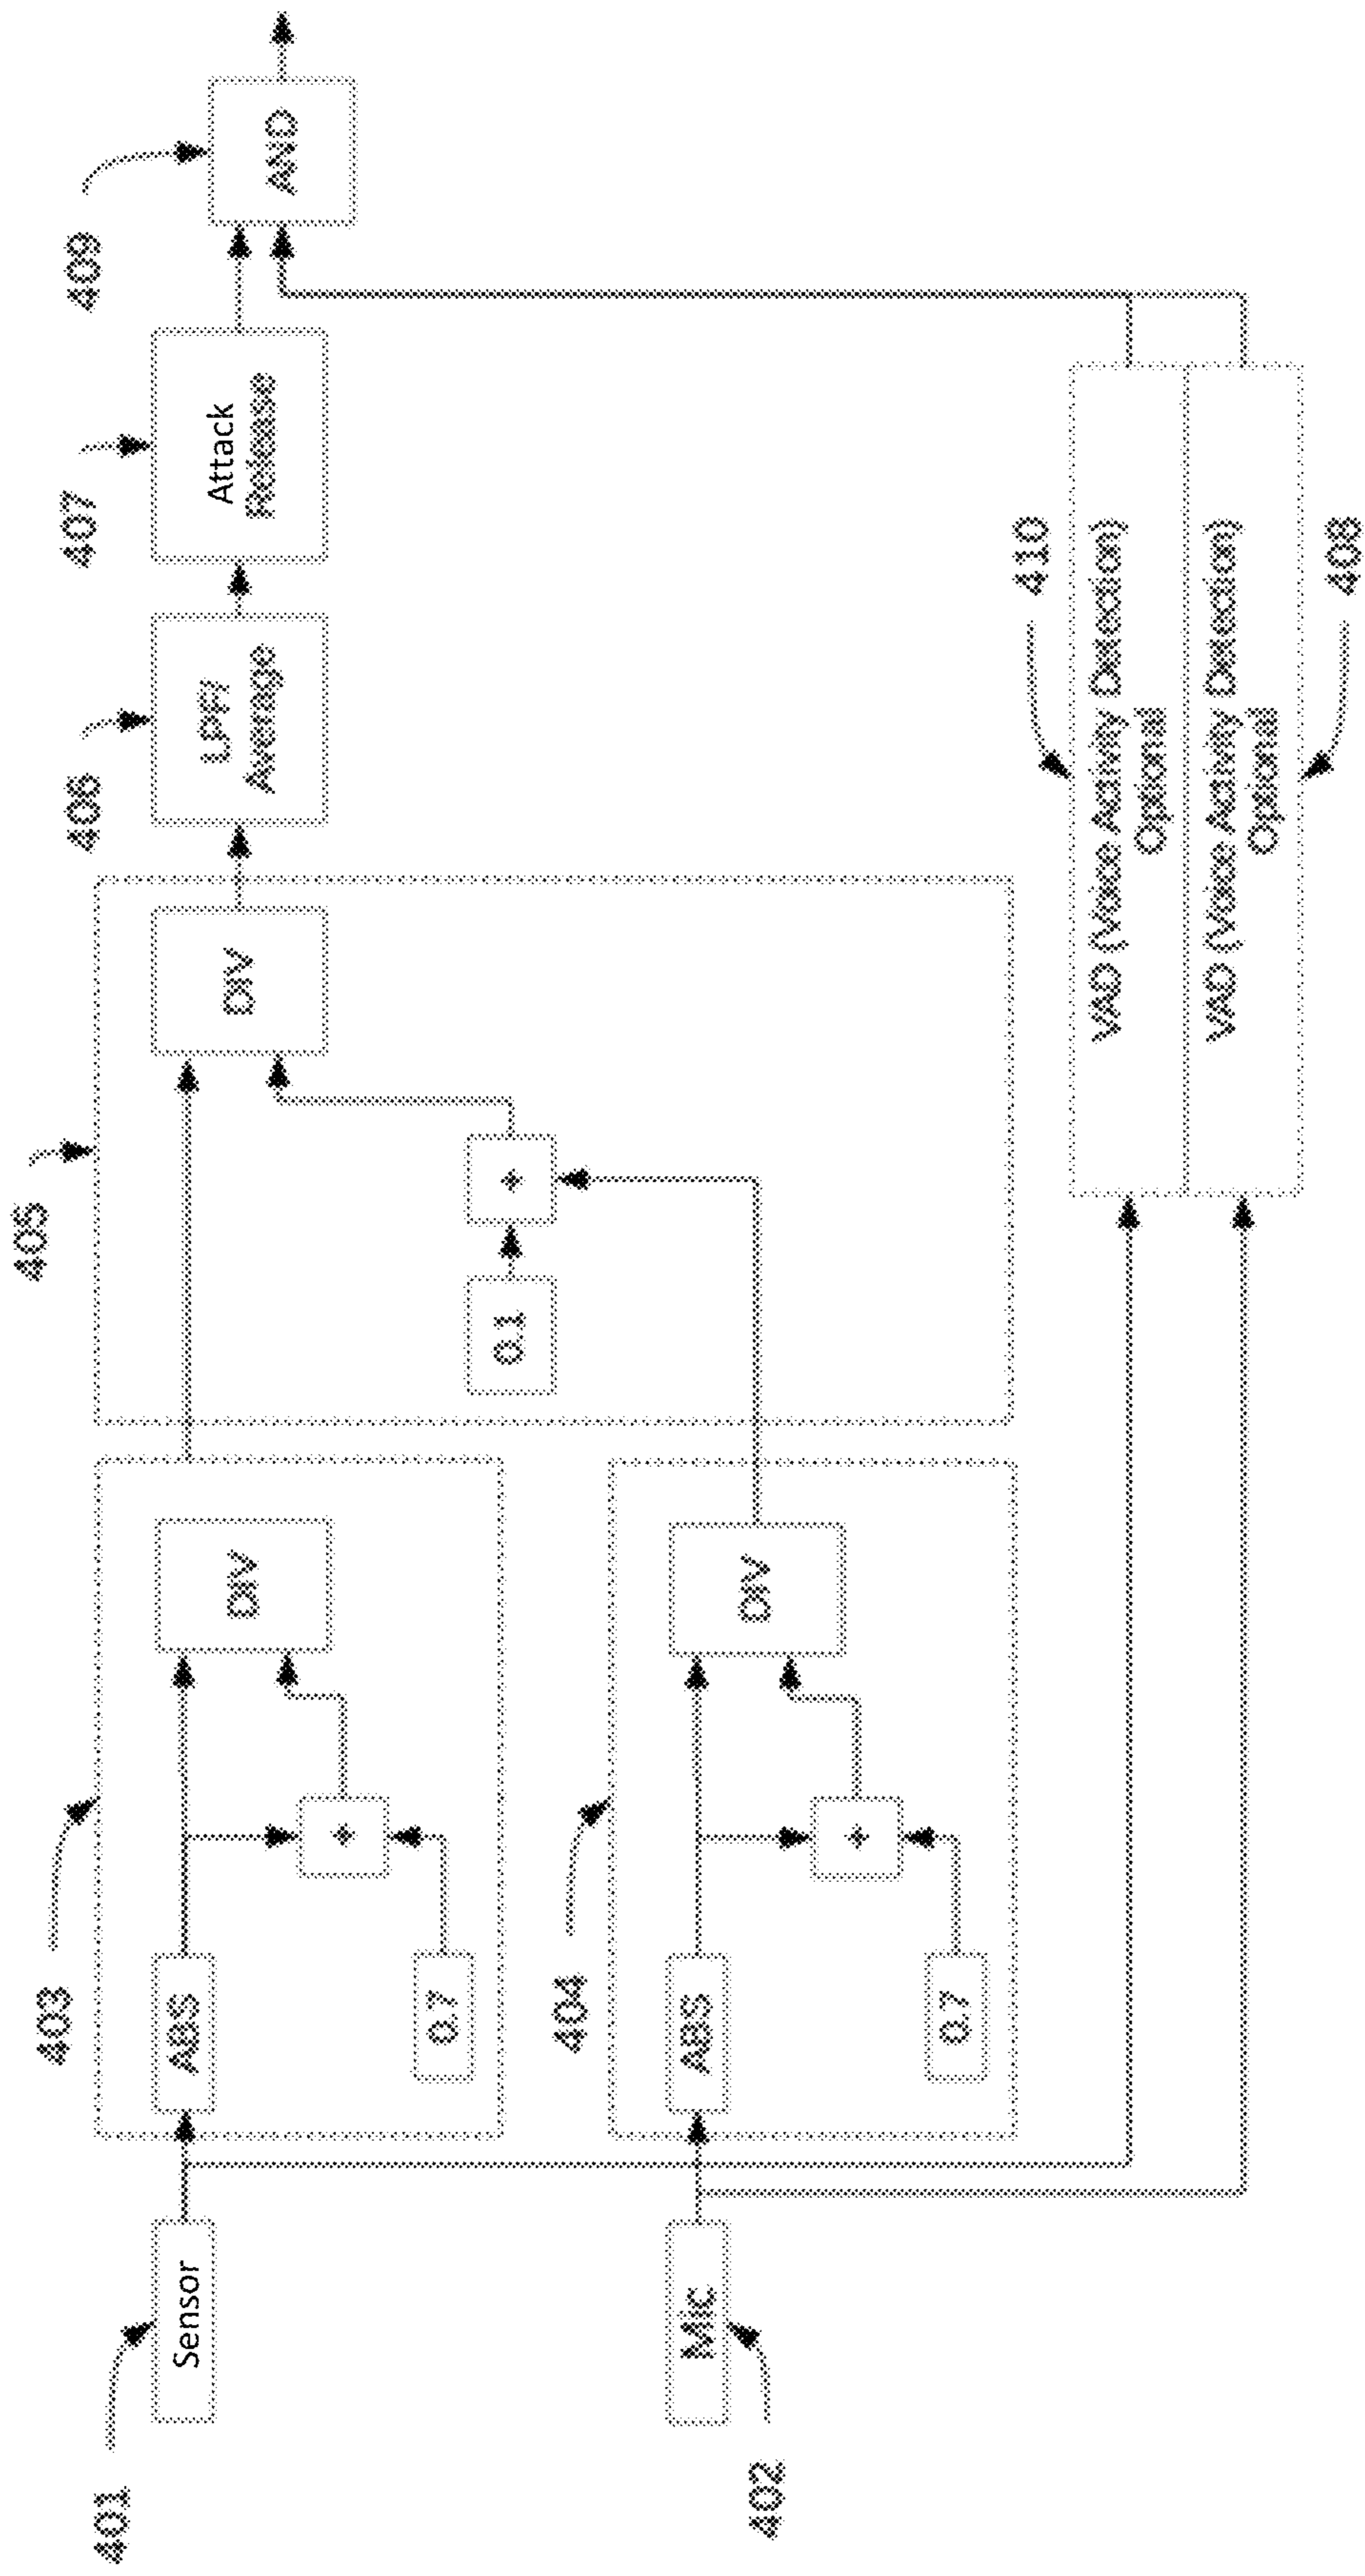 401
Sensor
402
Mic
403
ABS
0.7
+
DIV
404
ABS
0.7
+
DIV
405
0.1
+
DIV
406
LPF/
Average
407
Attack
Release
409
AND
410
VAD (Voice Activity Detection)
Optional
VAD (Voice Activity Detection)
Optional
408